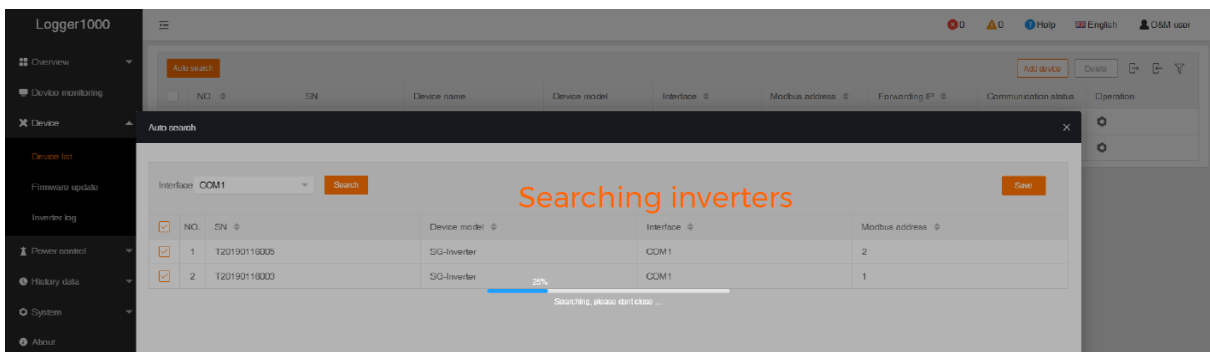 Logger1000
0 0 Help English O&M user
Overview
Auto search Add device Delete
Device monitoring
NO. SN Device name Device model Interface Modbus address Forwarding IP Communication status Operation
Device
Auto search
Device list
Firmware update
Interface COM1 Search Searching inverters Save
Inverter log
NO. SN Device model Interface Modbus address
Power control
1 T20190116005 SG-Inverter COM1 2
History data
2 T20190116003 SG-Inverter COM1 1
25%
Searching, please dont close ...
System
About